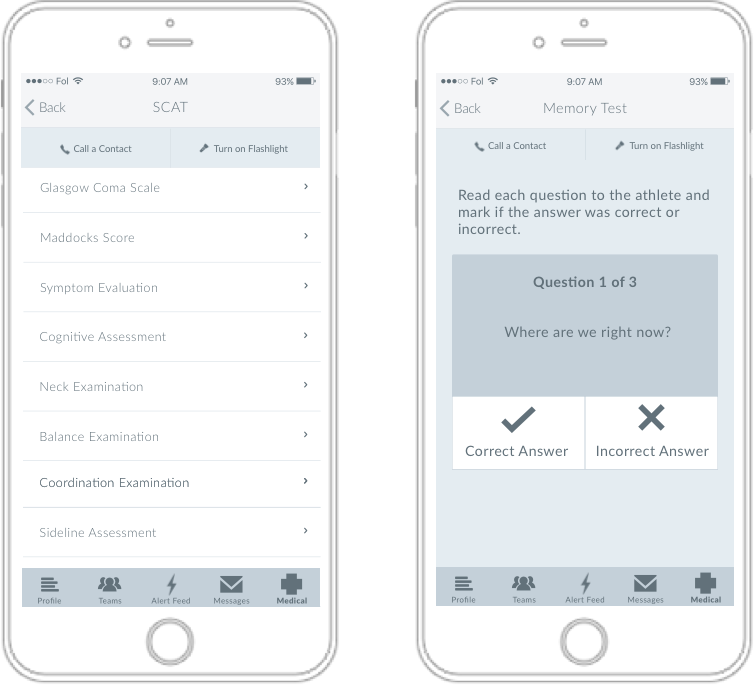 Fol 9:07 AM 93%
Back SCAT
Call a Contact Turn on Flashlight
Glasgow Coma Scale
Maddocks Score
Symptom Evaluation
Cognitive Assessment
Neck Examination
Balance Examination
Coordination Examination
Sideline Assessment
Profile Teams Alert Feed Messages Medical
Fol 9:07 AM 93%
Back Memory Test
Call a Contact Turn on Flashlight
Read each question to the athlete and
mark if the answer was correct or
incorrect.
Question 1 of 3
Where are we right now?
Correct Answer Incorrect Answer
Profile Teams Alert Feed Messages Medical